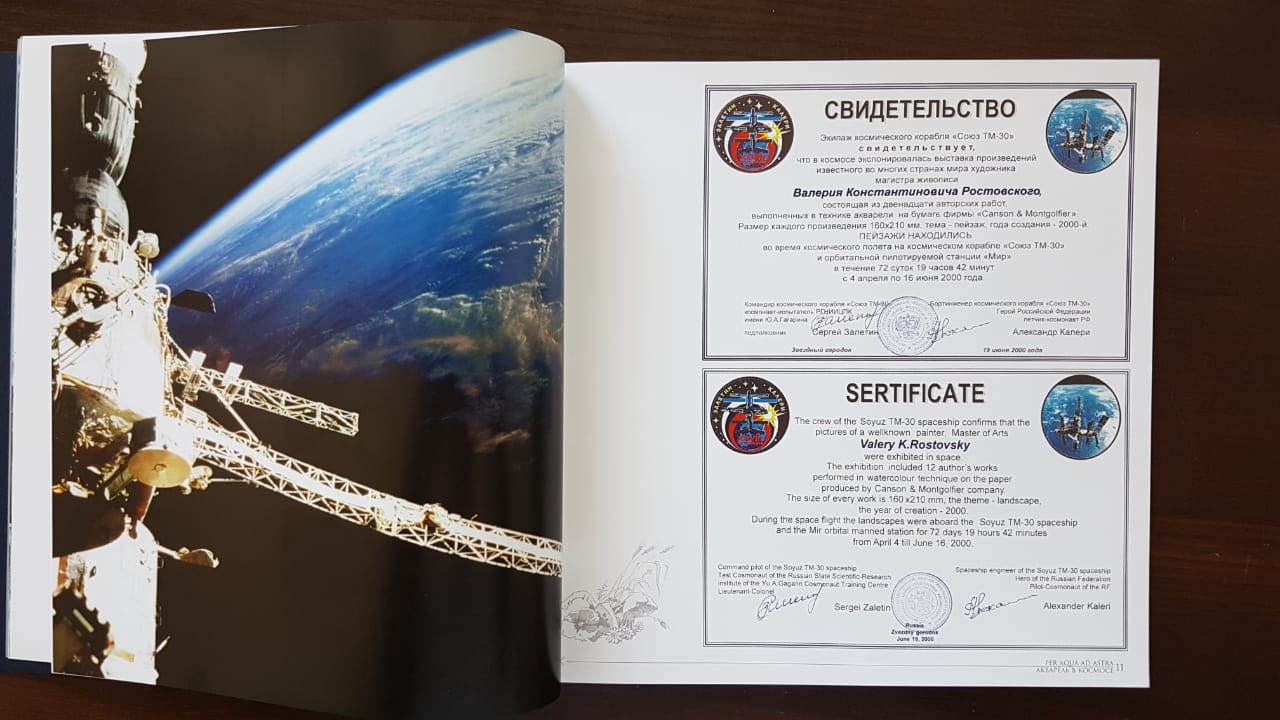 ЗАЛЕТИН КАЛЕРИ
СВИДЕТЕЛЬСТВО
Экипаж космического корабля «Союз ТМ-30»
свидетельствует,
что в космосе экспонировалась выставка произведений
известного во многих странах мира художника
магистра живописи
Валерия Константиновича Ростовского,
состоящая из двенадцати авторских работ,
выполненных в технике акварели на бумаге фирмы «Canson & Montgolfier».
Размер каждого произведения 160х210 мм, тема - пейзаж, года создания - 2000-й.
ПЕЙЗАЖИ НАХОДИЛИСЬ
во время космического полета на космическом корабле «Союз ТМ-30»
и орбитальной пилотируемой станции «Мир»
в течение 72 суток 19 часов 42 минут
с 4 апреля по 16 июня 2000 года.
Командир космического корабля «Союз ТМ-30»
космонавт-испытатель РГНИИЦПК
имени Ю.А.Гагарина
подполковник
Сергей Залетин
Бортинженер космического корабля «Союз ТМ-30»
Герой Российской Федерации
летчик-космонавт РФ
Александр Калери
Звездный городок
19 июня 2000 года
ЗАЛЕТИН КАЛЕРИ
SERTIFICATE
The crew of the Soyuz TM-30 spaceship confirms that the
pictures of a wellknown painter, Master of Arts
Valery K.Rostovsky
were exhibited in space.
The exhibition included 12 author's works
performed in watercolour technique on the paper
produced by Canson & Montgolfier company.
The size of every work is 160x210 mm, the theme - landscape,
the year of creation - 2000.
During the space flight the landscapes were aboard the Soyuz TM-30 spaceship
and the Mir orbital manned station for 72 days 19 hours 42 minutes
from April 4 till June 16, 2000.
Command pilot of the Soyuz TM-30 spaceship
Test Cosmonaut of the Russian State Scientific-Research
institute of the Yu.A.Gagarin Cosmonaut Training Centre
Lieutenant-Colonel
Sergei Zaletin
Spaceship engineer of the Soyuz TM-30 spaceship
Hero of the Russian Federation
Pilot-Cosmonaut of the RF
Alexander Kaleri
Russia
Zvezdny gorodok
June 19, 2000
PER AQUA AD ASTRA
АКВАРЕЛЬ В КОСМОСЕ 11